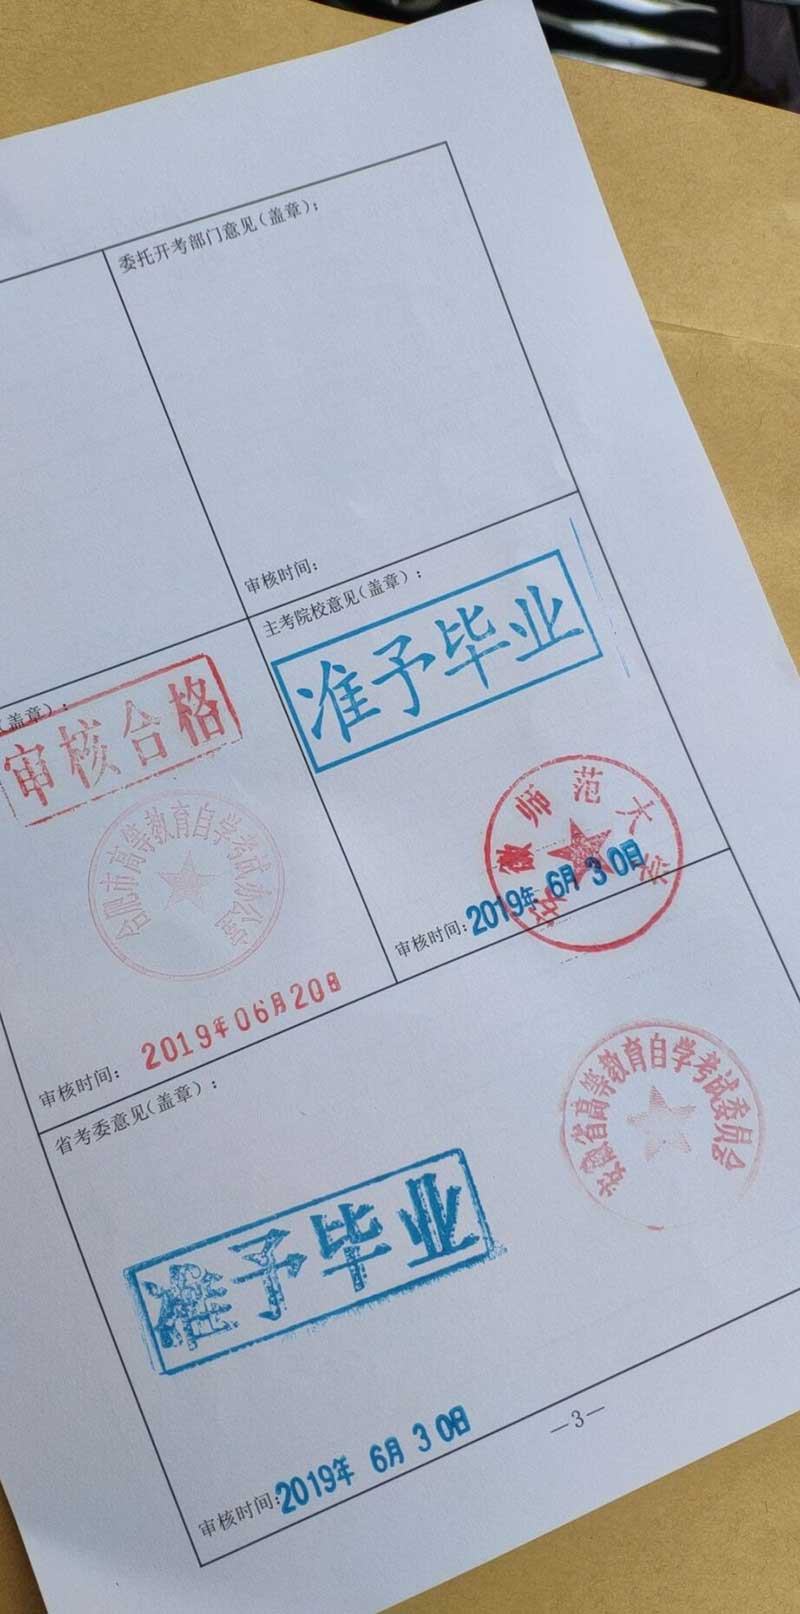 委托开考部门意见(盖章):
审核时间:
(盖章):
审核合格
合肥市高等教育自学考试办公室
审核时间:
2019年06月20日
主考院校意见(盖章):
准予毕业
安徽师范大学
审核时间:
2019年 6月 30日
省考委意见(盖章):
安徽省高等教育自学考试委员会
准予毕业
审核时间:
2019年 6月 30日
—3—